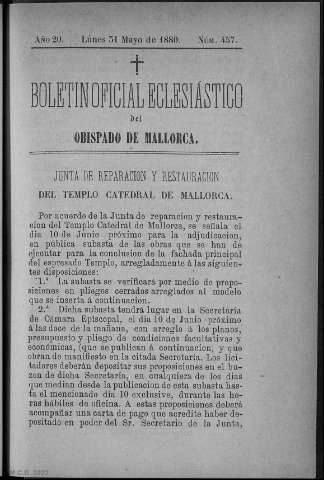 Año 20. Lúnes 31 Mayo de 1880. Núm. 457.
BOLETIN OFICIAL ECLESIÁSTICO
del
OBISPADO DE MALLORCA.
JUNTA DE REPARACION Y RESTAURACION
DEL TEMPLO CATEDRAL DE MALLORCA.
Por acuerdo de la Junta de reparacion y restaura-
cion del Templo Catedral de Mallorca, se señala el
dia 10 de Junio próximo para la adjudicacion,
en pública subasta de las obras que se han de
ejecutar para la conclusion de la fachada principal
del espresado Templo, arregladamente á las siguien-
tes disposiciones:
1.ª La subasta se verificará por medio de propo-
siciones en pliegos cerrados arreglados al modelo
que se inserta á continuacion.
2.ª Dicha subasta tendrá lugar en la Secretaría
de Cámara Episcopal, el dia 10 de Junio próximo
á las doce de la mañana, con arreglo á los planos,
presupuesto y pliego de condiciones facultativas y
económicas, (que se publican á continuacion) y que
obran de manifiesto en la citada Secretaría. Los lici-
tadores deberán depositar sus proposiciones en el bu-
zon de dicha Secretaría, en cualquiera de los dias
que median desde la publicacion de esta subasta has-
ta el mencionado dia 10 exclusive, durante las ho-
ras hábiles de oficina. A estas proposiciones deberá
acompañar una carta de pago que acredite haber de-
positado en poder del Sr. Secretario de la Junta,